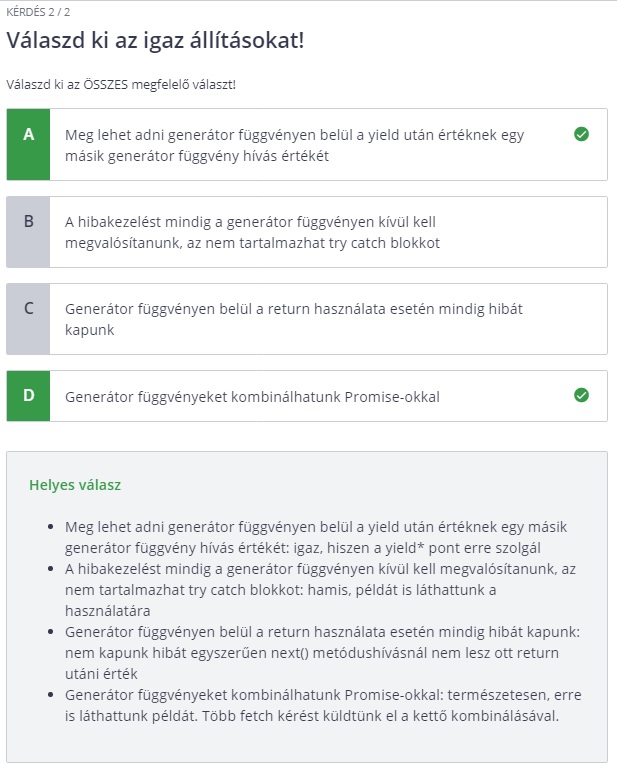 KÉRDÉS 2 / 2
Válaszd ki az igaz állításokat!
Válaszd ki az ÖSSZES megfelelő választ!
A
Meg lehet adni generátor függvényen belül a yield után értéknek egy
másik generátor függvény hívás értékét
B
A hibakezelést mindig a generátor függvényen kívül kell
megvalósítanunk, az nem tartalmazhat try catch blokkot
C
Generátor függvényen belül a return használata esetén mindig hibát
kapunk
D
Generátor függvényeket kombinálhatunk Promise-okkal
Helyes válasz
• Meg lehet adni generátor függvényen belül a yield után értéknek egy másik
generátor függvény hívás értékét: igaz, hiszen a yield* pont erre szolgál
• A hibakezelést mindig a generátor függvényen kívül kell megvalósítanunk, az
nem tartalmazhat try catch blokkot: hamis, példát is láthattunk a
használatára
• Generátor függvényen belül a return használata esetén mindig hibát kapunk:
nem kapunk hibát egyszerűen next() metódushívásnál nem lesz ott return
utáni érték
• Generátor függvényeket kombinálhatunk Promise-okkal: természetesen, erre
is láthattunk példát. Több fetch kérést küldtünk el a kettő kombinálásával.